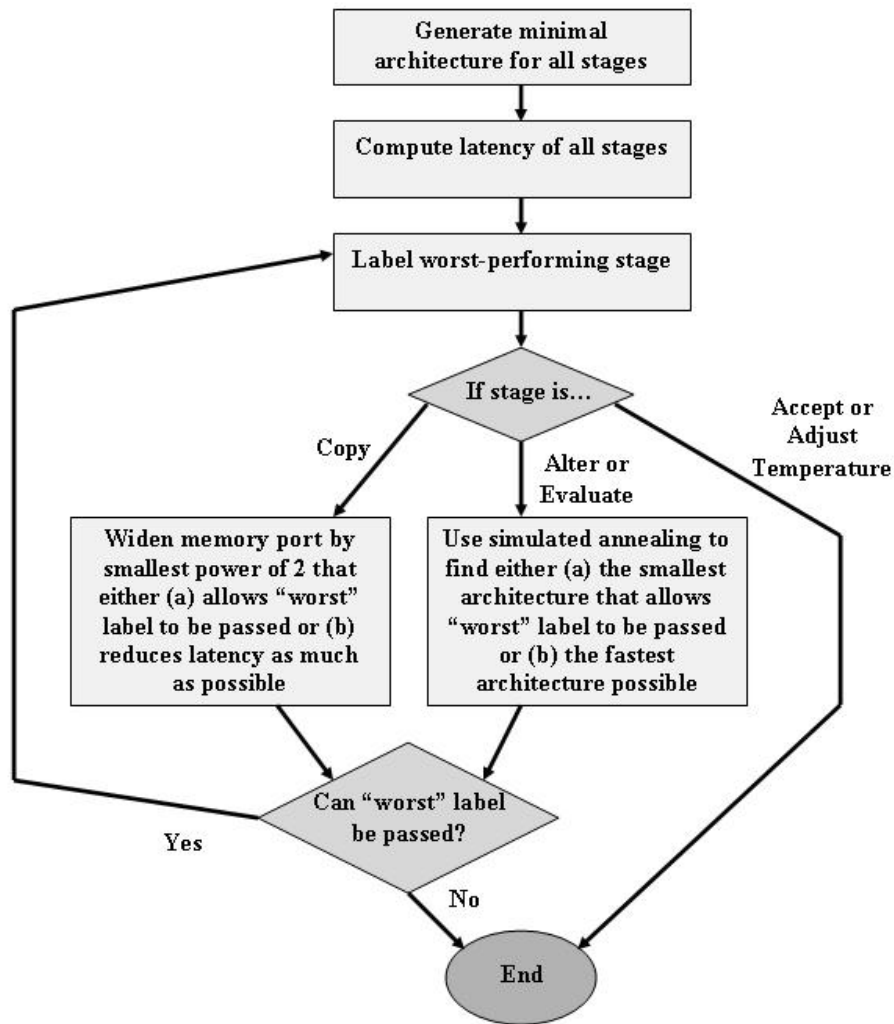 Generate minimal
architecture for all stages
Compute latency of all stages
Label worst-performing stage
If stage is...
Copy
Alter or
Evaluate
Accept or
Adjust
Temperature
Widen memory port by
smallest power of 2 that
either (a) allows “worst”
label to be passed or (b)
reduces latency as much
as possible
Use simulated annealing to
find either (a) the smallest
architecture that allows
“worst” label to be passed
or (b) the fastest
architecture possible
Can “worst” label
be passed?
Yes
No
End